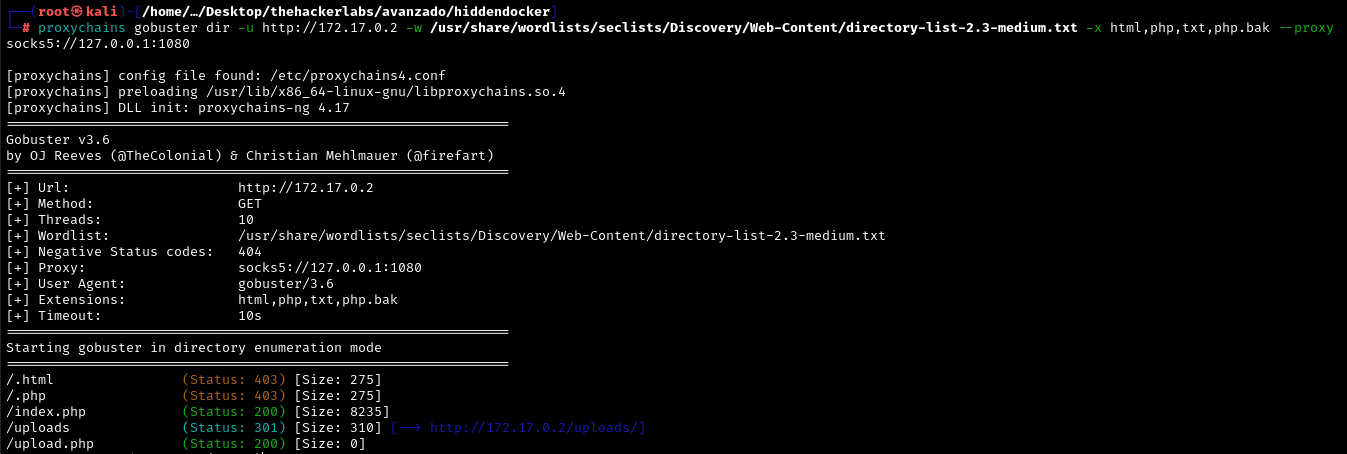 ┌──(root㉿kali)-[/home/…/Desktop/thehackerlabs/avanzado/hiddendocker]
└─# proxychains gobuster dir -u http://172.17.0.2 -w /usr/share/wordlists/seclists/Discovery/Web-Content/directory-list-2.3-medium.txt -x html,php,txt,php.bak --proxy
socks5://127.0.0.1:1080
[proxychains] config file found: /etc/proxychains4.conf
[proxychains] preloading /usr/lib/x86_64-linux-gnu/libproxychains.so.4
[proxychains] DLL init: proxychains-ng 4.17
===============================================================
Gobuster v3.6
by OJ Reeves (@TheColonial) & Christian Mehlmauer (@firefart)
===============================================================
[+] Url:                     http://172.17.0.2
[+] Method:                  GET
[+] Threads:                 10
[+] Wordlist:                /usr/share/wordlists/seclists/Discovery/Web-Content/directory-list-2.3-medium.txt
[+] Negative Status codes:   404
[+] Proxy:                   socks5://127.0.0.1:1080
[+] User Agent:              gobuster/3.6
[+] Extensions:              html,php,txt,php.bak
[+] Timeout:                 10s
===============================================================
Starting gobuster in directory enumeration mode
===============================================================
/.html                (Status: 403) [Size: 275]
/.php                 (Status: 403) [Size: 275]
/index.php            (Status: 200) [Size: 8235]
/uploads              (Status: 301) [Size: 310] [--> http://172.17.0.2/uploads/]
/upload.php           (Status: 200) [Size: 0]